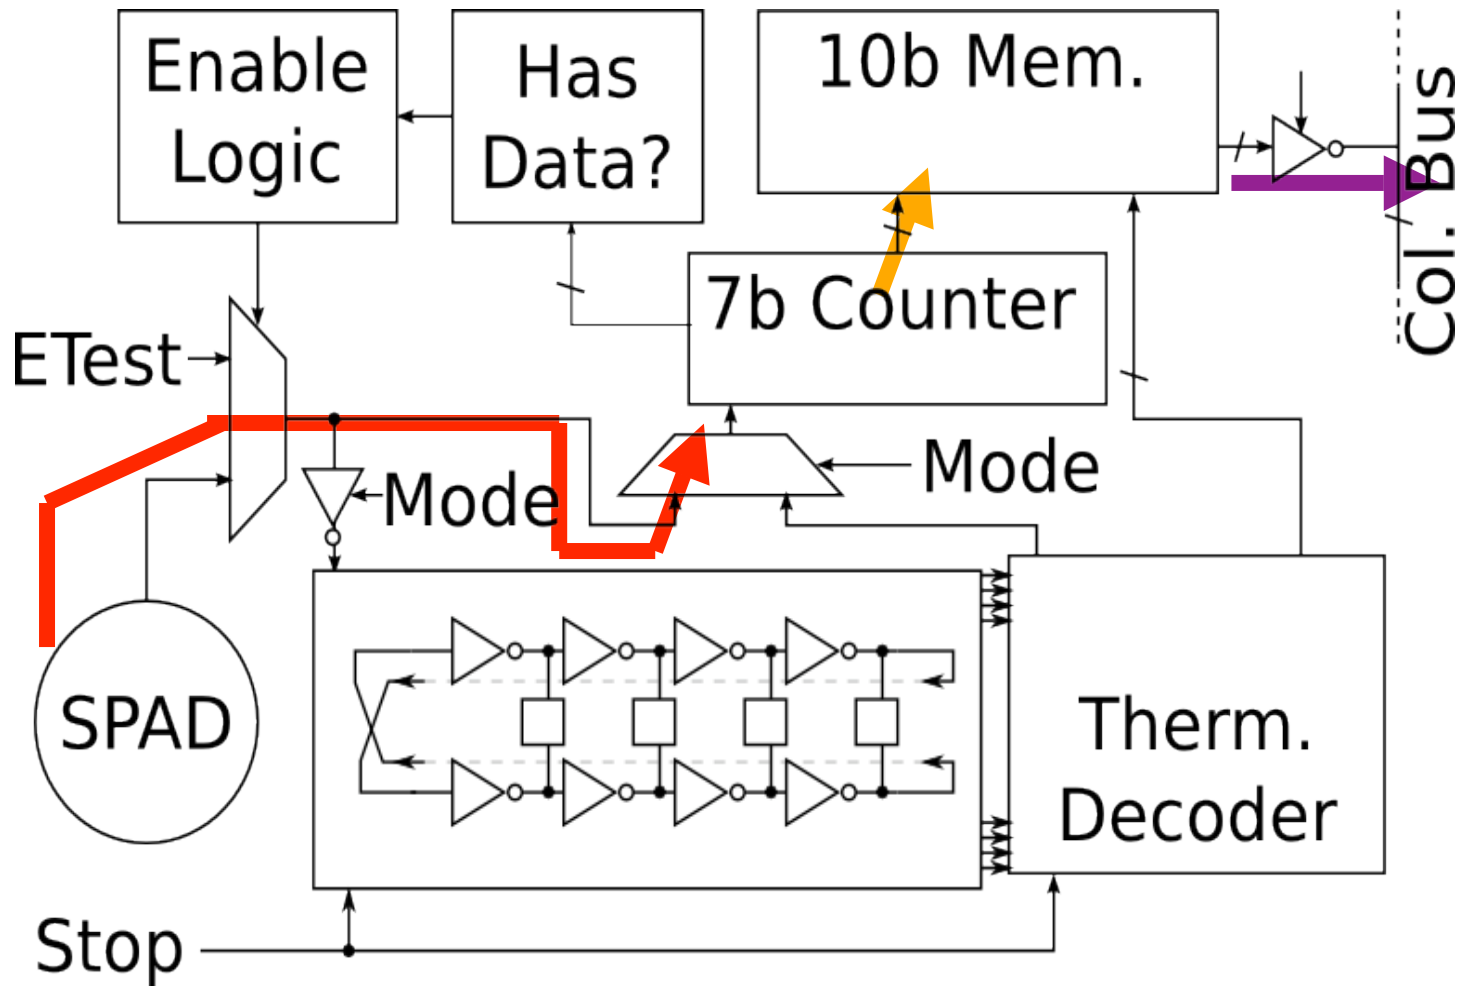 Enable
Logic
Has
Data?
10b Mem.
Col. Bus
7b Counter
ETest
Mode
Mode
SPAD
Therm.
Decoder
Stop